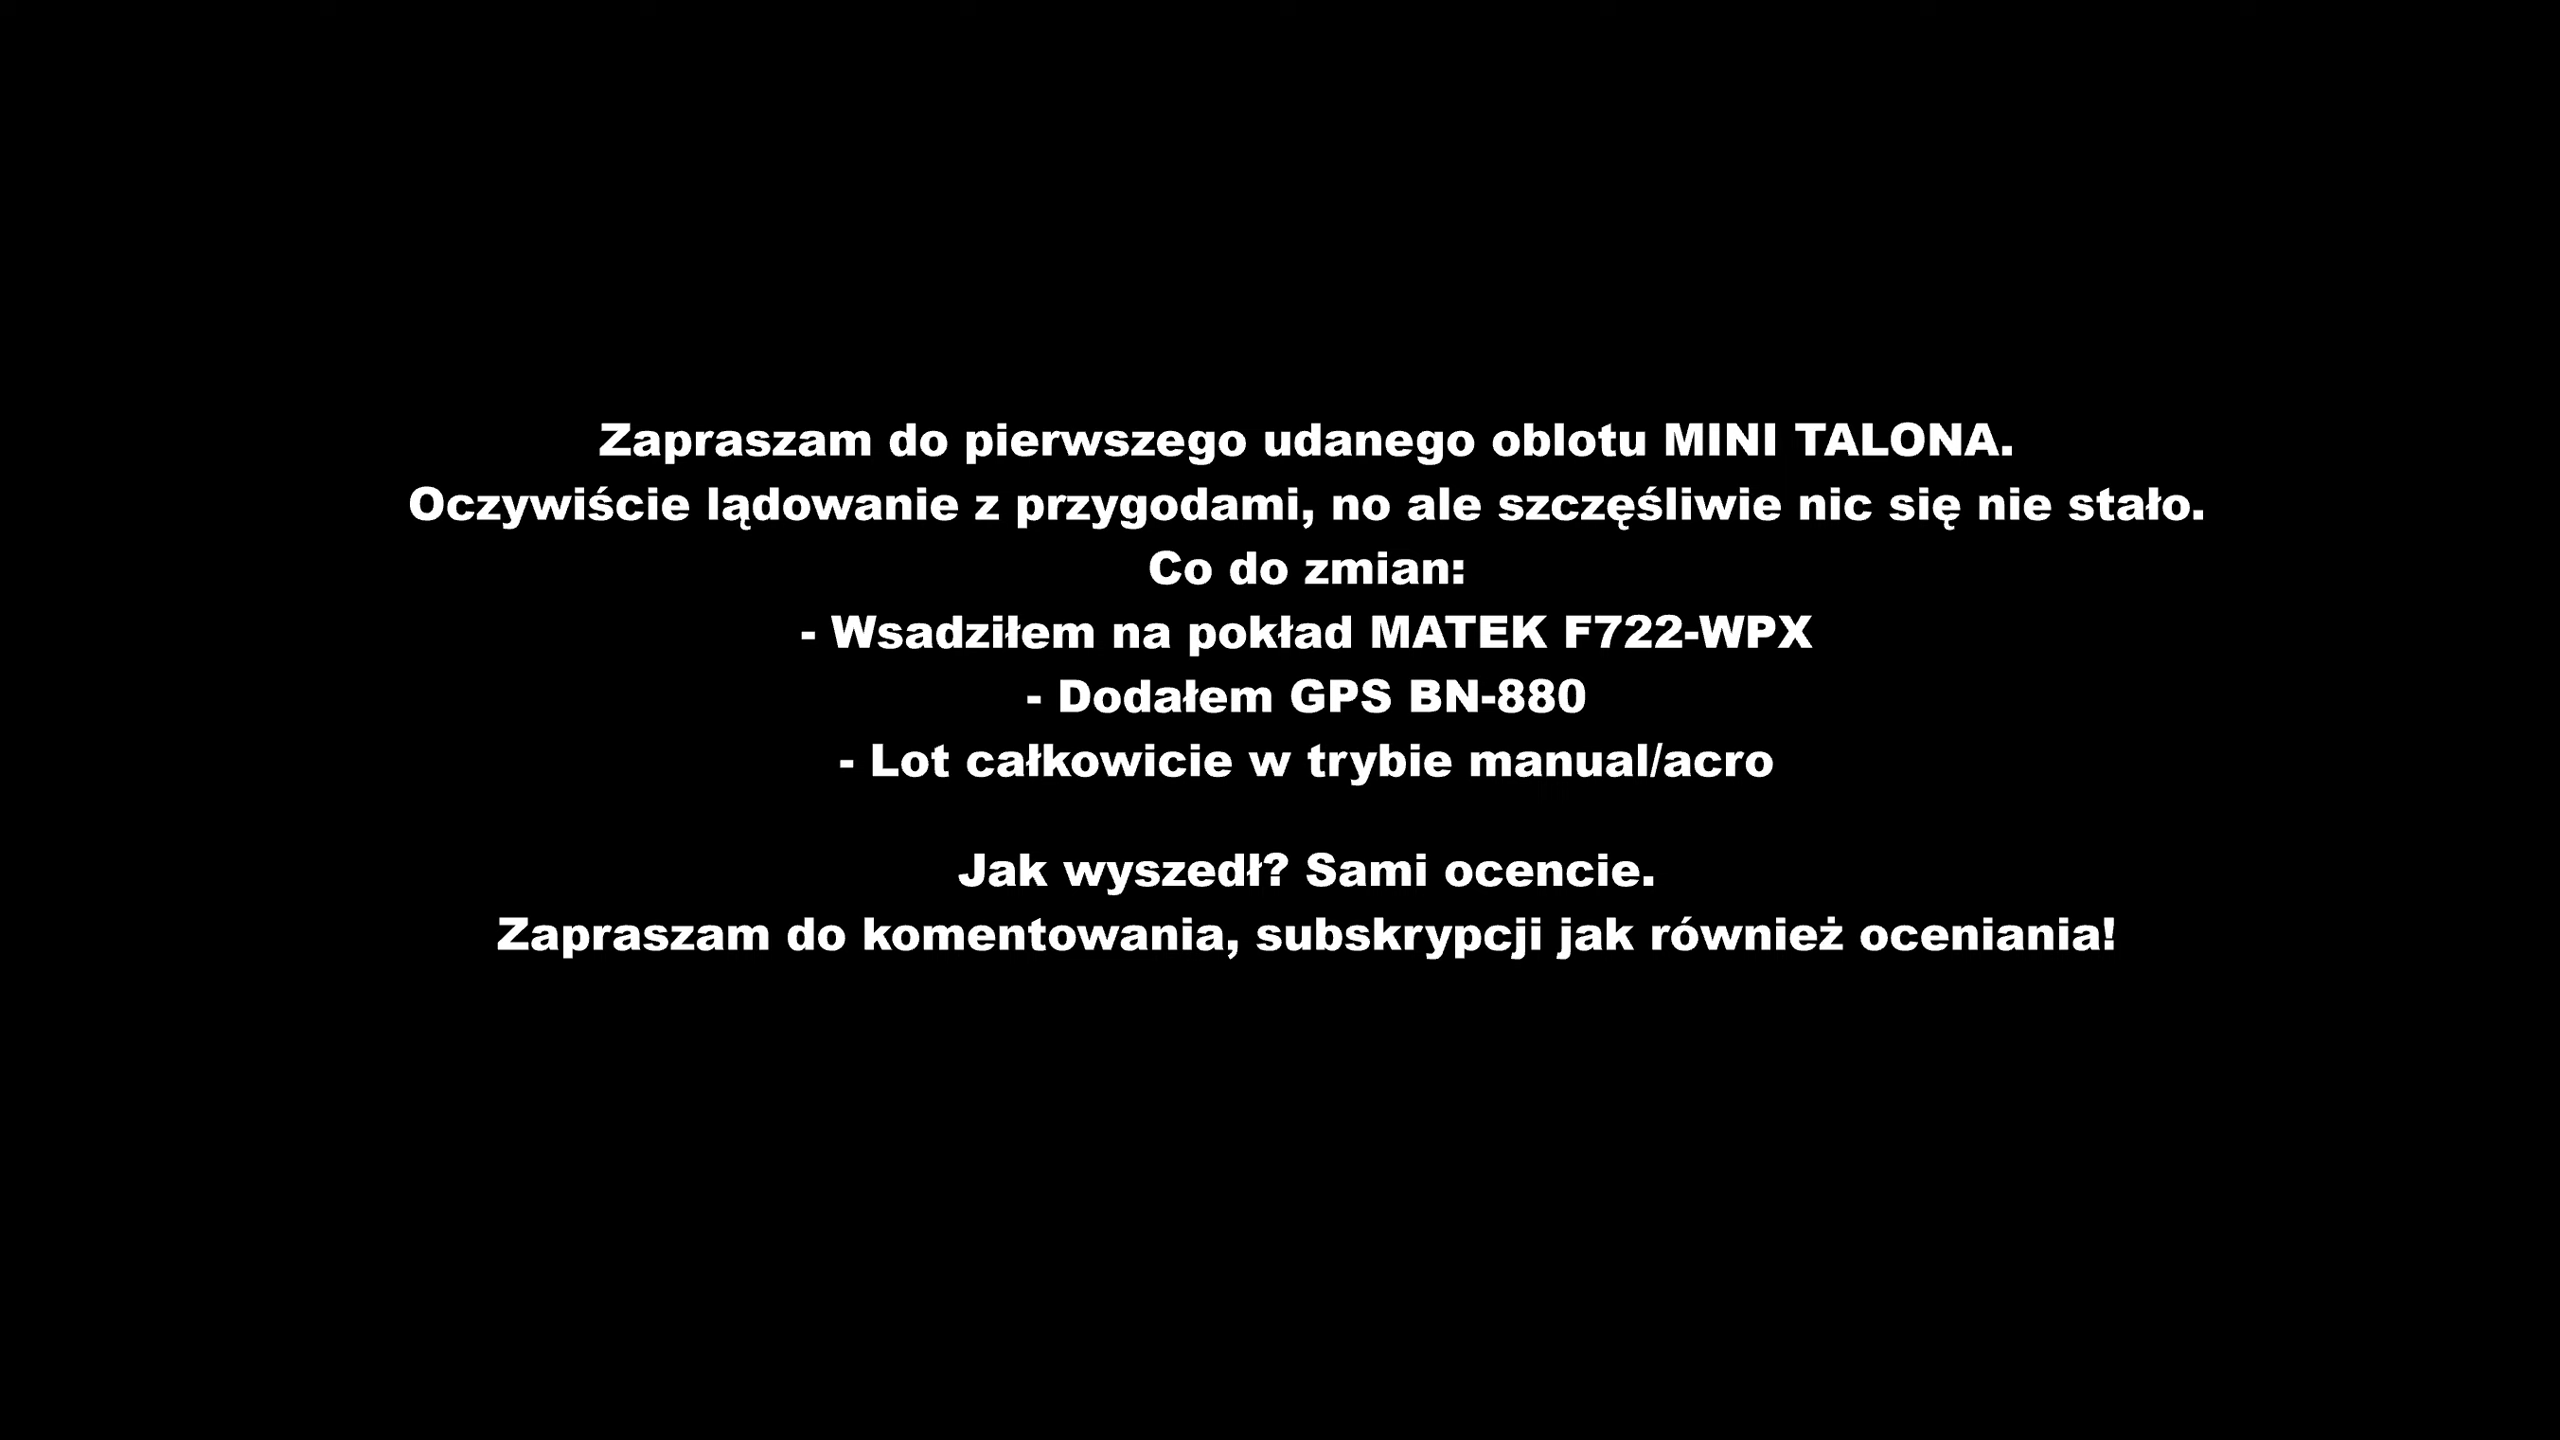 Zapraszam do pierwszego udanego oblotu MINI TALONA.
Oczywiście lądowanie z przygodami, no ale szczęśliwie nic się nie stało.
Co do zmian:
- Wsadziłem na pokład MATEK F722-WPX
- Dodałem GPS BN-880
- Lot całkowicie w trybie manual/acro
Jak wyszedł? Sami ocencie.
Zapraszam do komentowania, subskrypcji jak również oceniania!